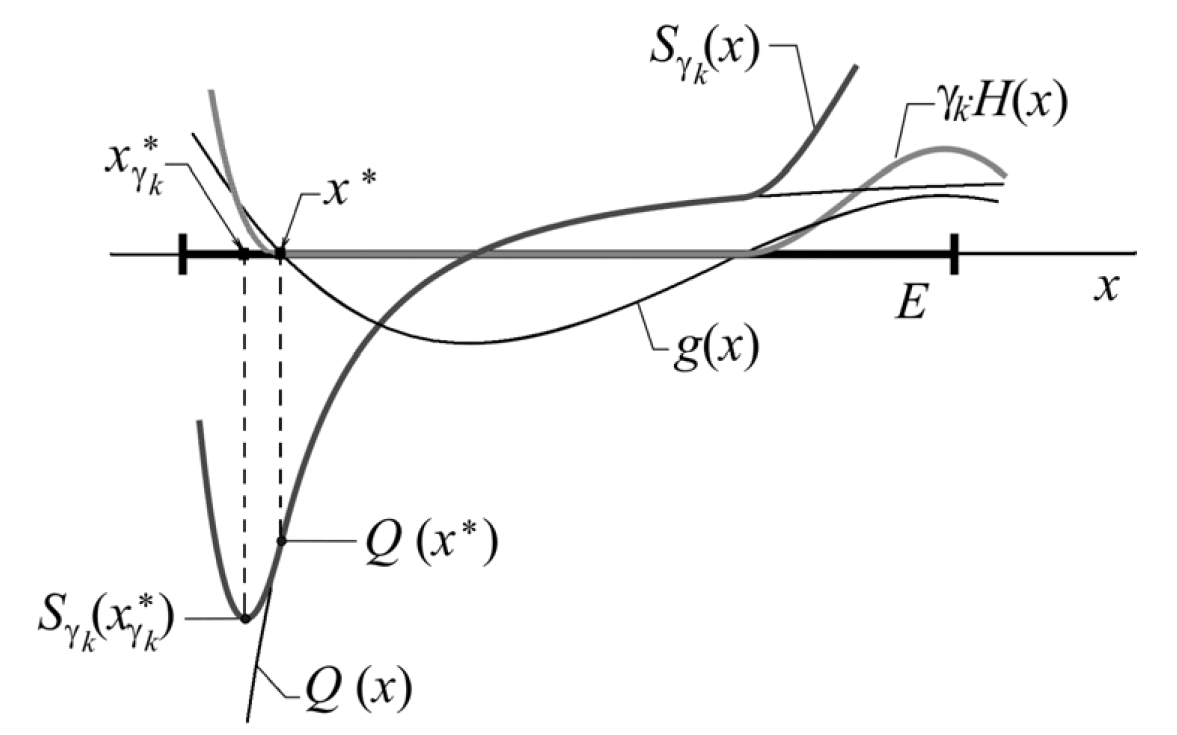 S_{γ_k}(x)
γ_k·H(x)
x^*_{γ_k}
x^*
E
x
g(x)
Q (x^*)
S_{γ_k}(x^*_{γ_k})
Q (x)